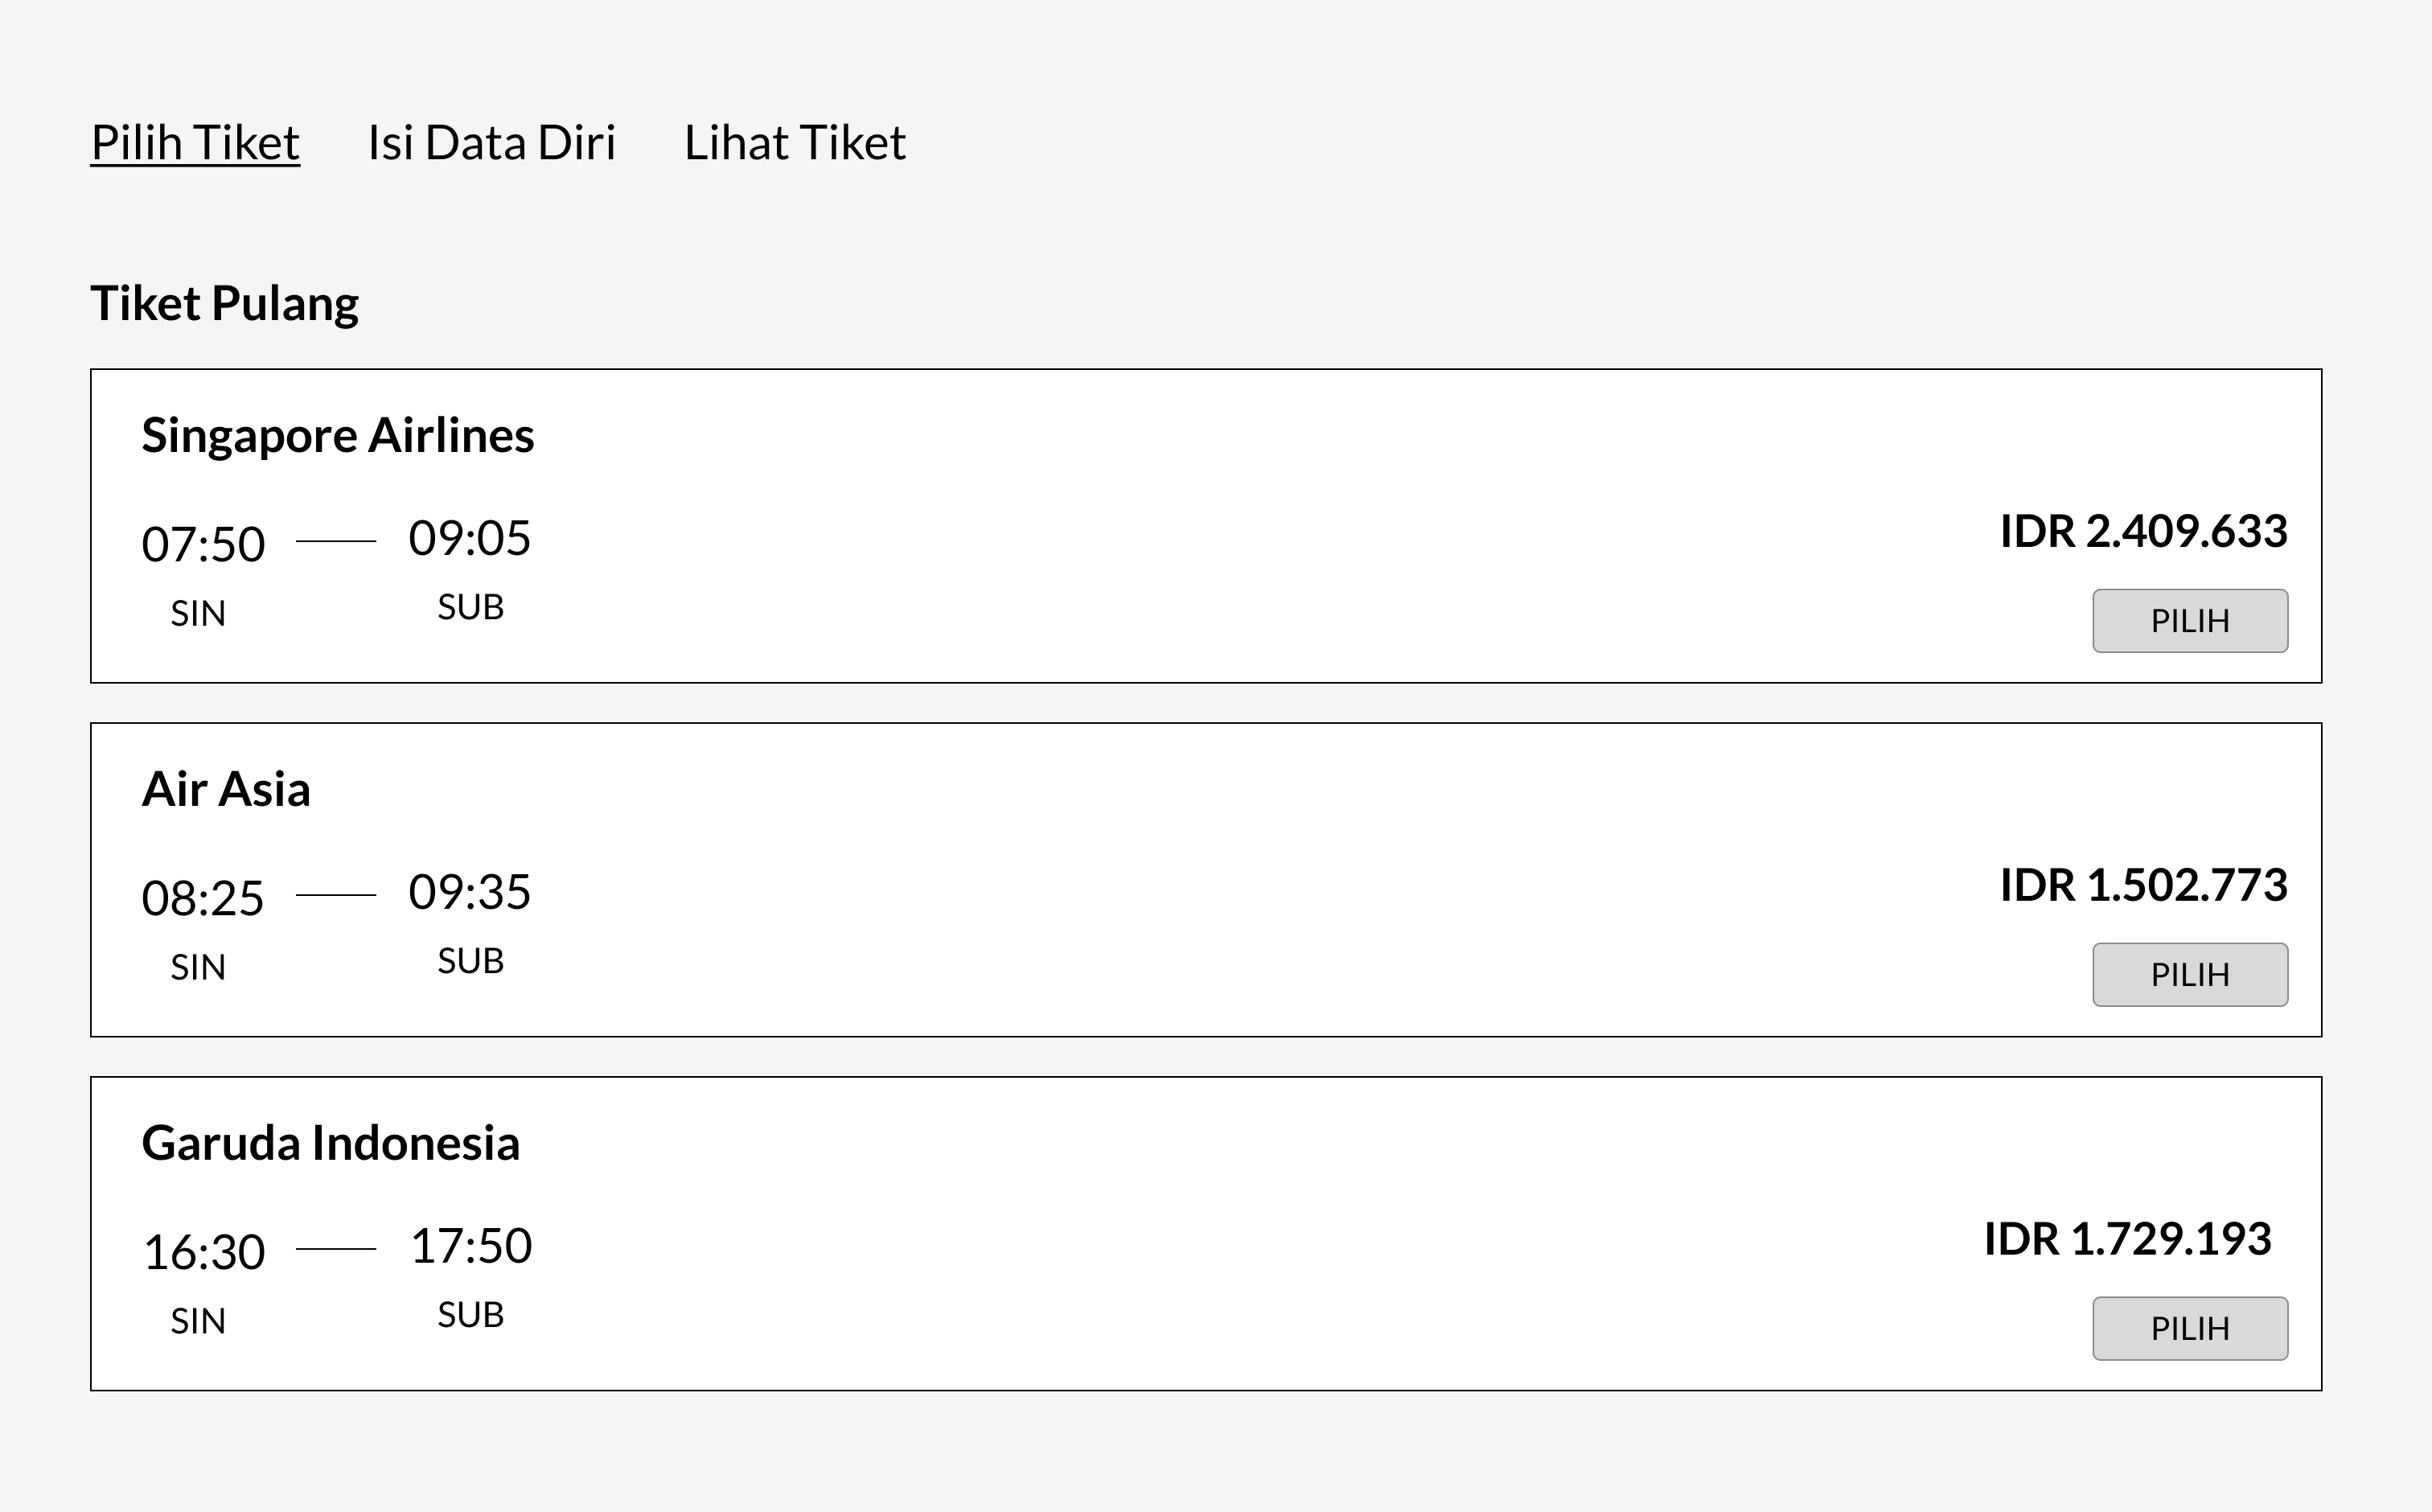 Pilih Tiket Isi Data Diri Lihat Tiket
Tiket Pulang
Singapore Airlines
07:50 09:05
SIN SUB
IDR 2.409.633
PILIH
Air Asia
08:25 09:35
SIN SUB
IDR 1.502.773
PILIH
Garuda Indonesia
16:30 17:50
SIN SUB
IDR 1.729.193
PILIH